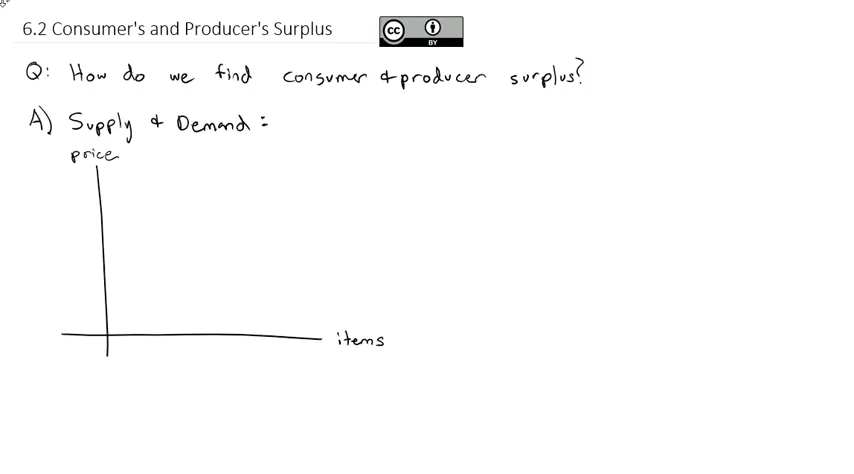 6.2 Consumer's and Producer's Surplus
cc BY
Q: How do we find consumer & producer surplus?
A) Supply & Demand:
price
items